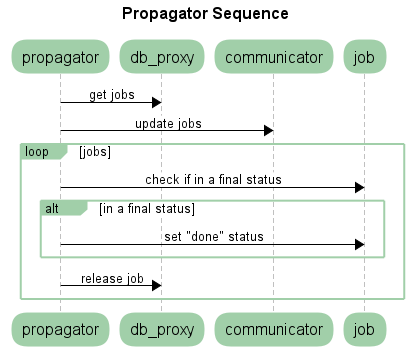 Propagator Sequence
propagator db_proxy communicator job
get jobs
update jobs
loop [jobs]
check if in a final status
alt [in a final status]
set "done" status
release job
propagator db_proxy communicator job